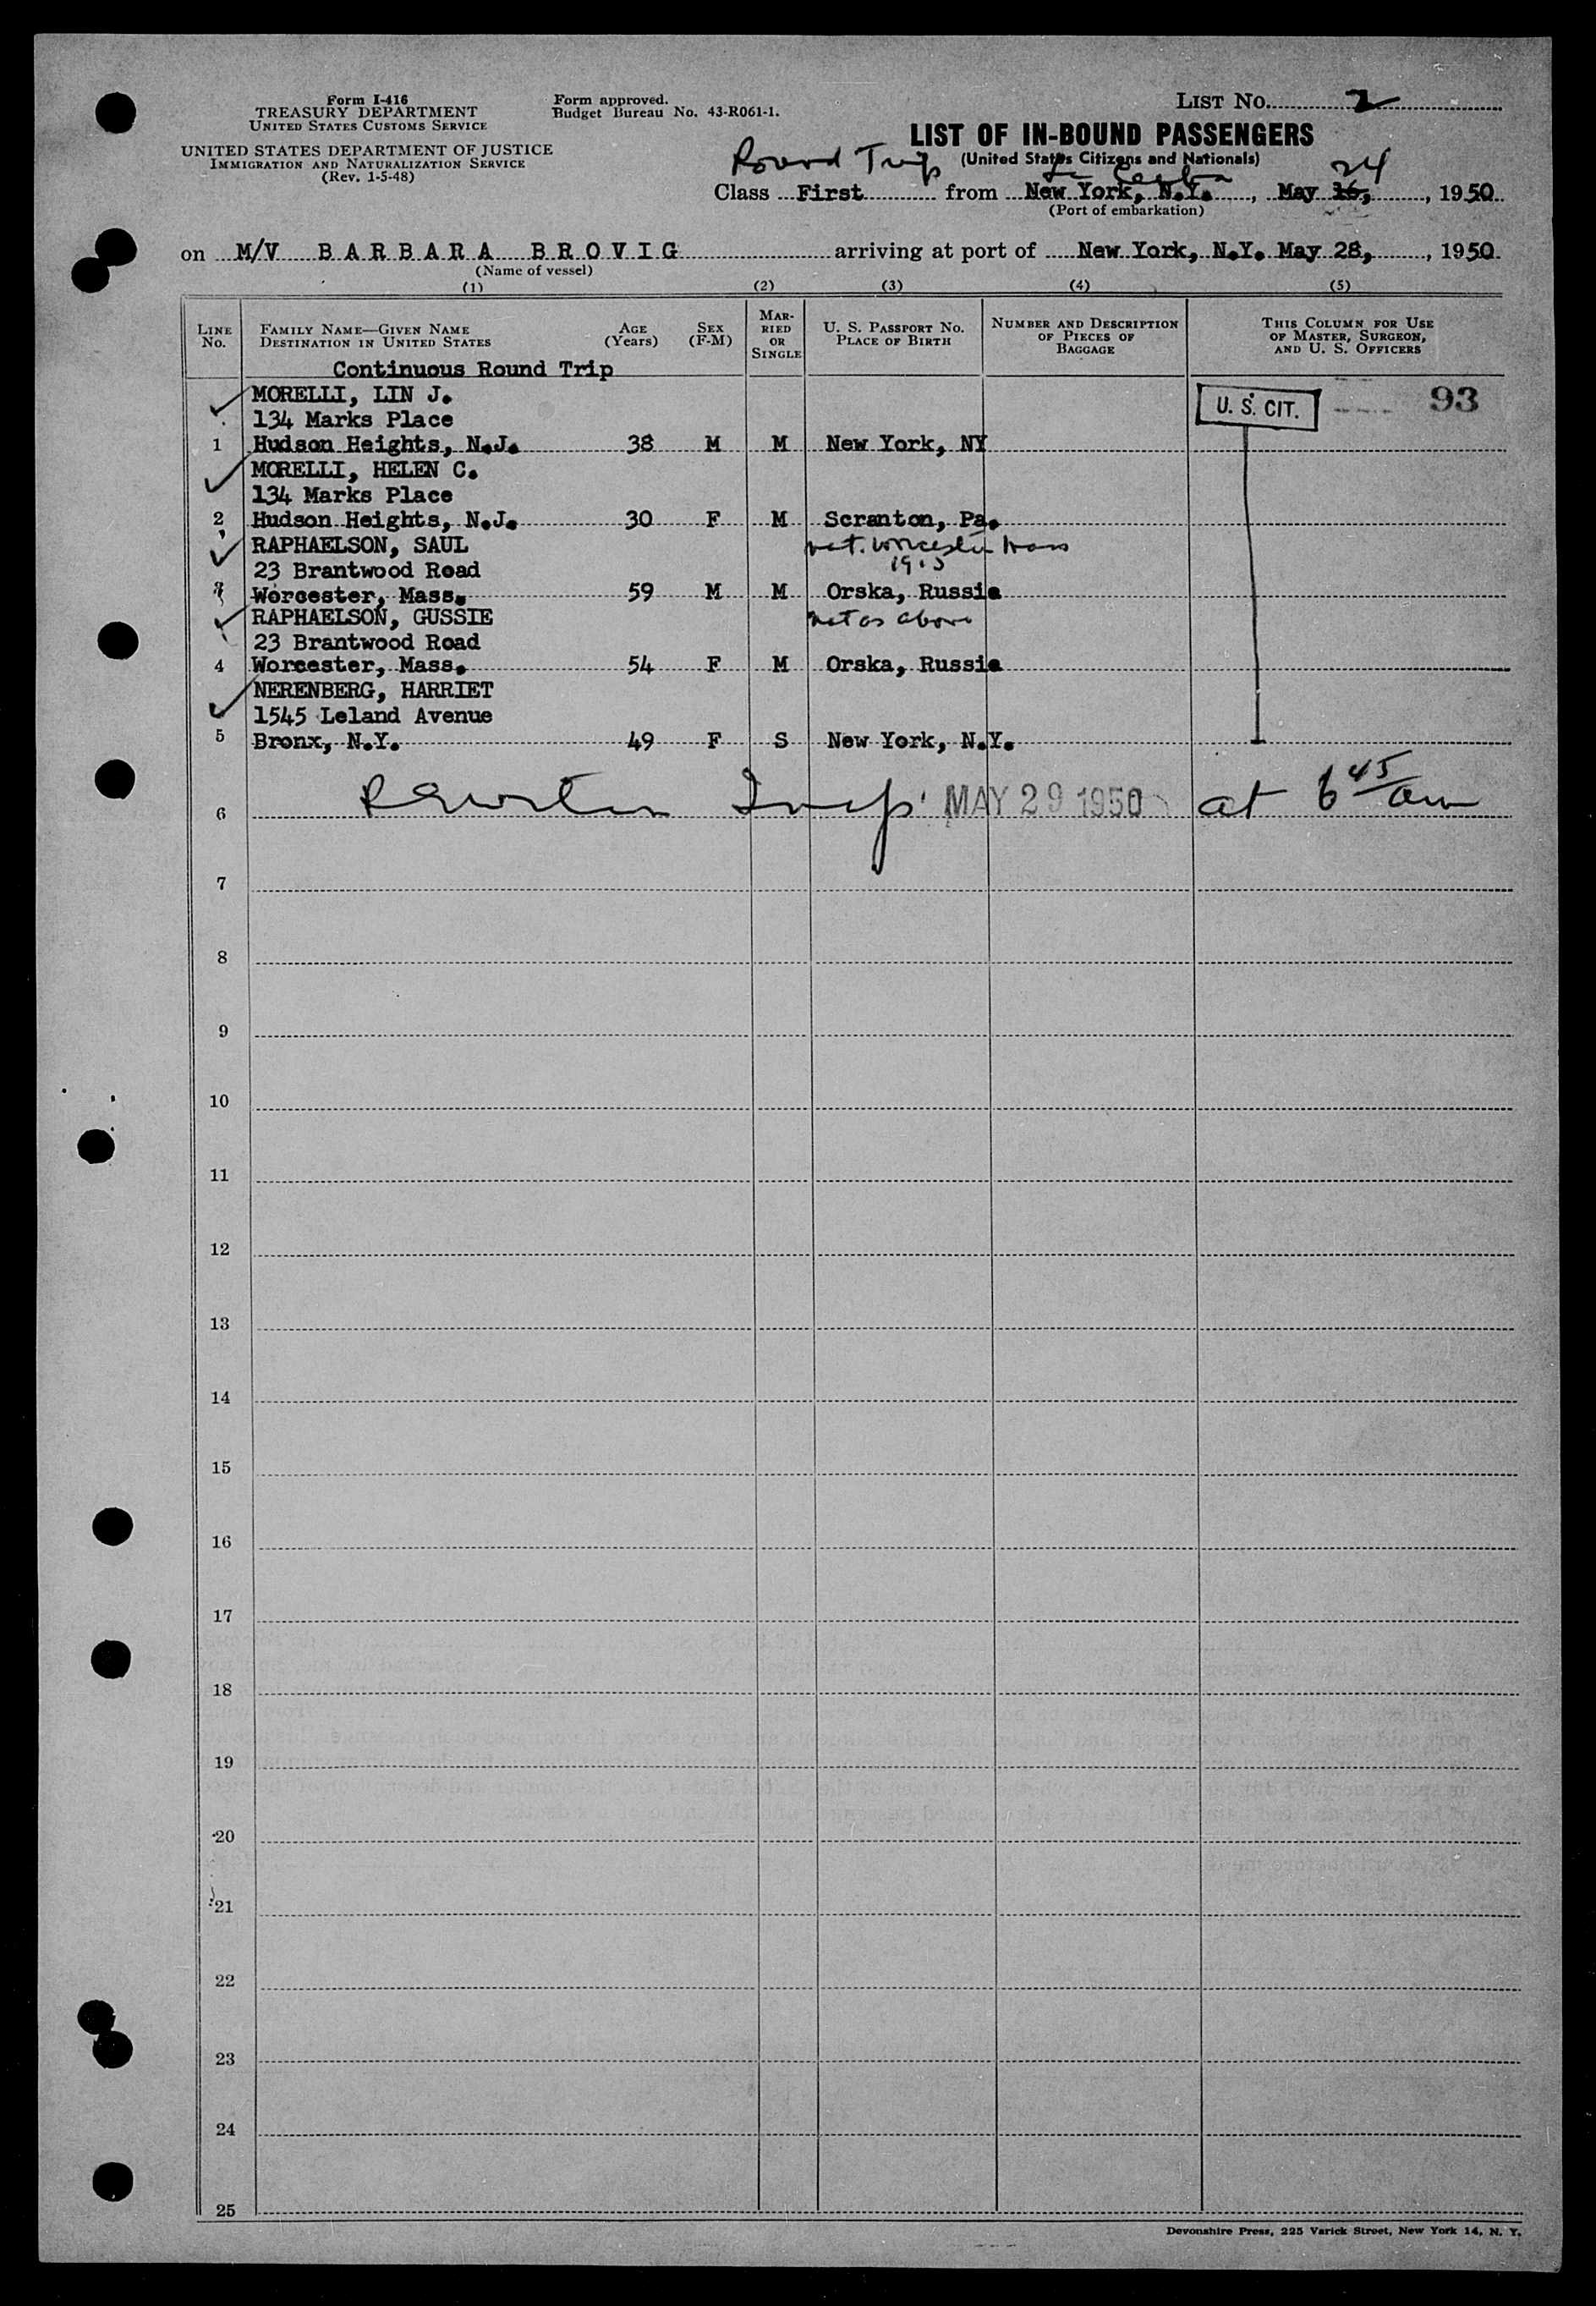 Form I-416
TREASURY DEPARTMENT
UNITED STATES CUSTOMS SERVICE
UNITED STATES DEPARTMENT OF JUSTICE
IMMIGRATION AND NATURALIZATION SERVICE
(Rev. 1-5-48)
Form approved.
Budget Bureau No. 43-R061-1.
LIST NO. 2
LIST OF IN-BOUND PASSENGERS
(United States Citizens and Nationals)
Round Trip La Ceiba 24
Class First from New York, N.Y., May 16, 1950
(Port of embarkation)
on M/V BARBARA BROVIG arriving at port of New York, N.Y. May 28, 1950
(Name of vessel)
(1) (2) (3) (4) (5)
LINE NO. FAMILY NAME—GIVEN NAME DESTINATION IN UNITED STATES AGE (Years) SEX (F-M) MARRIED OR SINGLE U. S. PASSPORT NO. PLACE OF BIRTH NUMBER AND DESCRIPTION OF PIECES OF BAGGAGE THIS COLUMN FOR USE OF MASTER, SURGEON, AND U. S. OFFICERS
Continuous Round Trip
MORELLI, LIN J. U. S. CIT. 93
134 Marks Place
1 Hudson Heights, N.J. 38 M M New York, NY
MORELLI, HELEN C.
134 Marks Place
2 Hudson Heights, N.J. 30 F M Scranton, Pa.
RAPHAELSON, SAUL nat. Worcester Mass
23 Brantwood Road 1915
3 Worcester, Mass. 59 M M Orska, Russia
RAPHAELSON, GUSSIE nat as above
23 Brantwood Road
4 Worcester, Mass. 54 F M Orska, Russia
NERENBERG, HARRIET
1545 Leland Avenue
5 Bronx, N.Y. 49 F S New York, N.Y.
6 Insp. MAY 29 1950 at 6 45 am
7
8
9
10
11
12
13
14
15
16
17
18
19
20
21
22
23
24
25
Devonshire Press, 225 Varick Street, New York 14, N. Y.